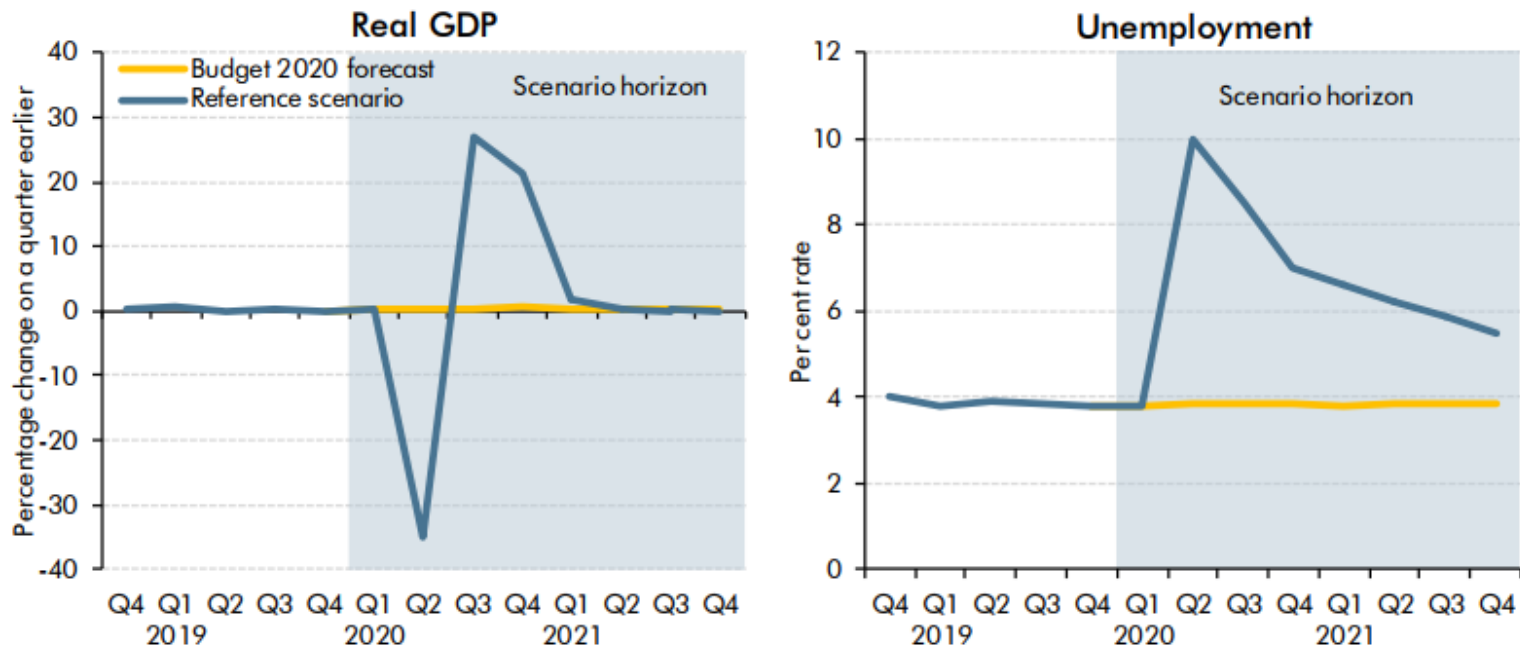 Real GDP
Percentage change on a quarter earlier
40
30
20
10
0
-10
-20
-30
-40
Budget 2020 forecast
Reference scenario
Scenario horizon
Q4 Q1 Q2 Q3 Q4 Q1 Q2 Q3 Q4 Q1 Q2 Q3 Q4
2019 2020 2021
Unemployment
Per cent rate
12
10
8
6
4
2
0
Scenario horizon
Q4 Q1 Q2 Q3 Q4 Q1 Q2 Q3 Q4 Q1 Q2 Q3 Q4
2019 2020 2021